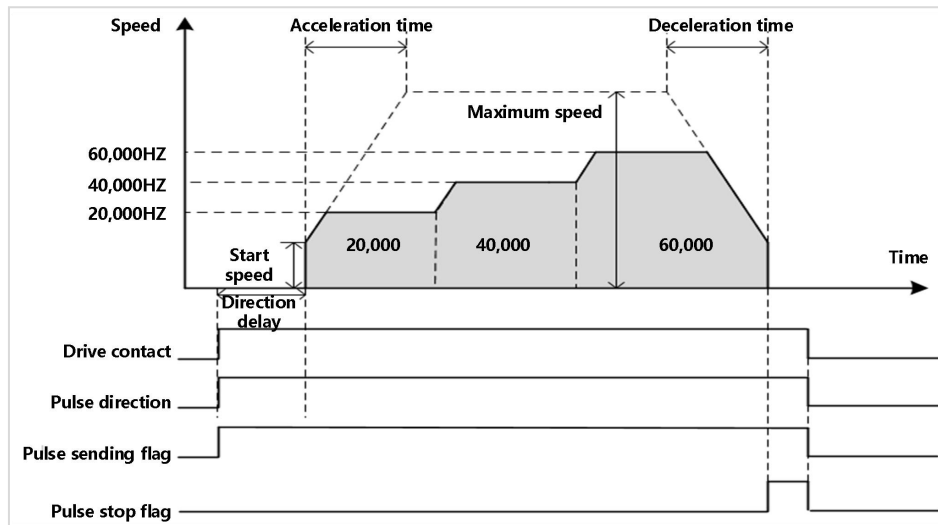 Speed
Acceleration time
Deceleration time
Maximum speed
60,000HZ
40,000HZ
20,000HZ
20,000
40,000
60,000
Start
speed
Time
Direction
delay
Drive contact
Pulse direction
Pulse sending flag
Pulse stop flag